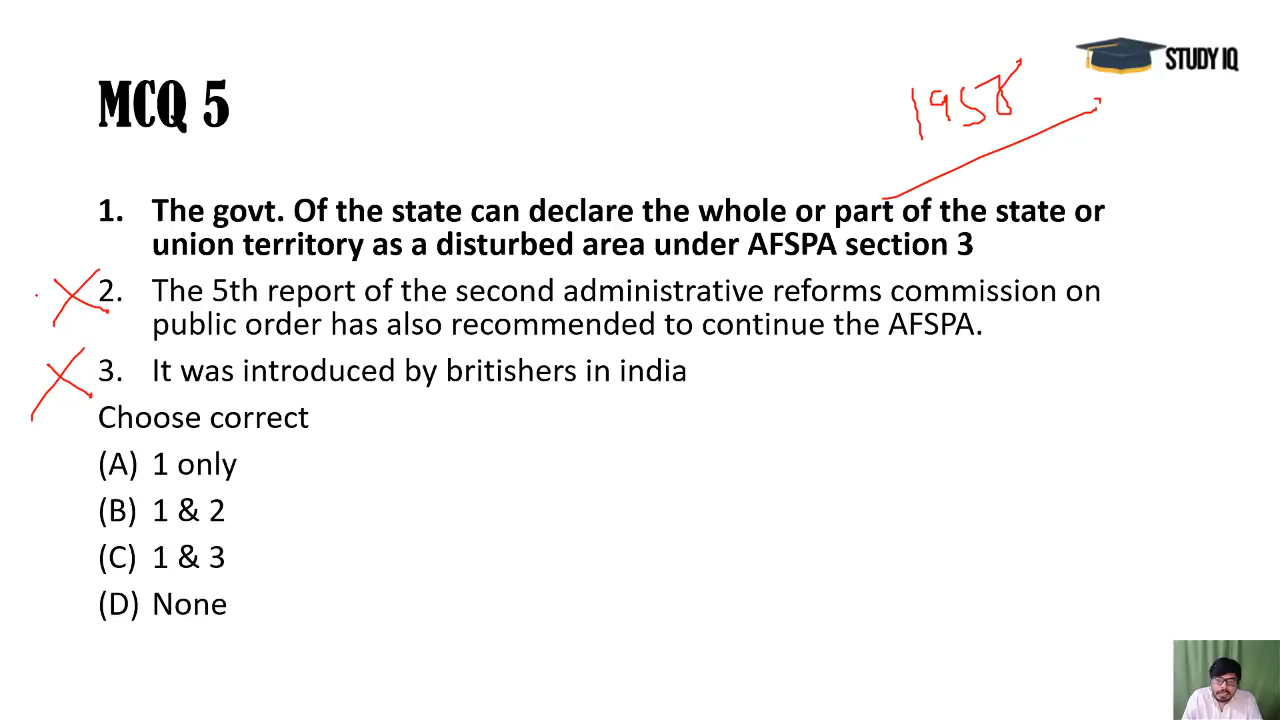 STUDY IQ
MCQ 5
1958
1. The govt. Of the state can declare the whole or part of the state or
union territory as a disturbed area under AFSPA section 3
2. The 5th report of the second administrative reforms commission on
public order has also recommended to continue the AFSPA.
3. It was introduced by britishers in india
Choose correct
(A) 1 only
(B) 1 & 2
(C) 1 & 3
(D) None